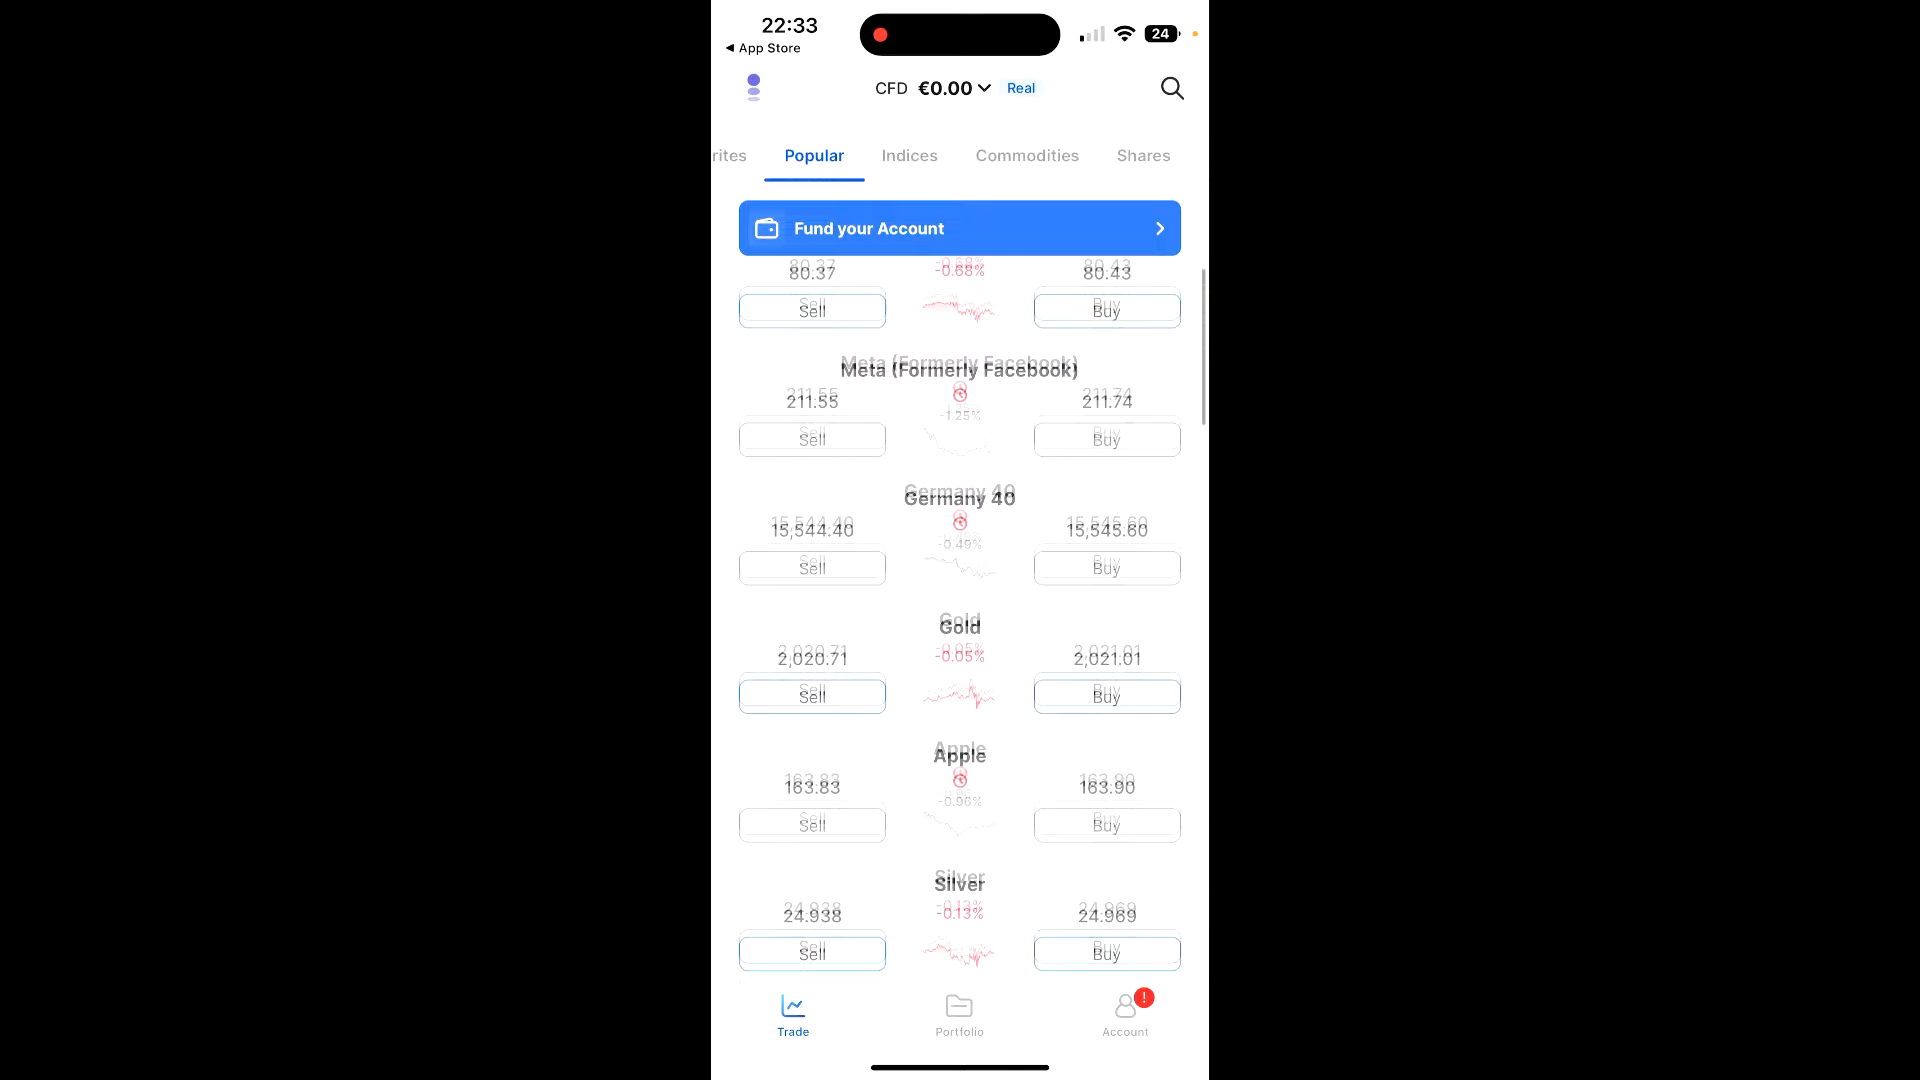 22:33
24
◀ App Store
CFD €0.00 Real
rites Popular Indices Commodities Shares
Fund your Account
80.37 -0.68% 80.43
Sell Buy
Meta (Formerly Facebook)
211.55 211.74
-1.25%
Sell Buy
Germany 40
15,544.40 15,545.60
-0.49%
Sell Buy
Gold
2,020.71 -0.05% 2,021.01
Sell Buy
Apple
163.83 163.90
-0.96%
Sell Buy
Silver
24.938 -0.13% 24.969
Sell Buy
Trade Portfolio Account